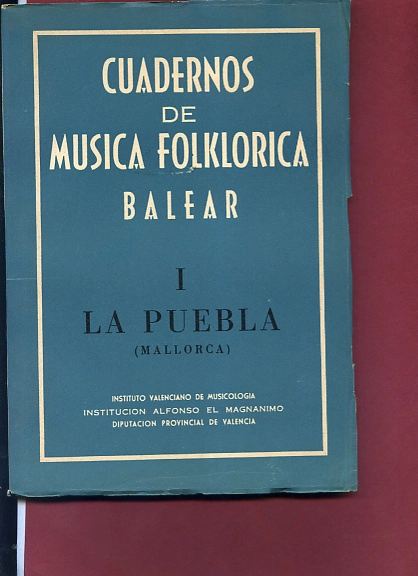 CUADERNOS
DE
MUSICA FOLKLORICA
BALEAR
I
LA PUEBLA
(MALLORCA)
INSTITUTO VALENCIANO DE MUSICOLOGIA
INSTITUCION ALFONSO EL MAGNANIMO
DIPUTACION PROVINCIAL DE VALENCIA